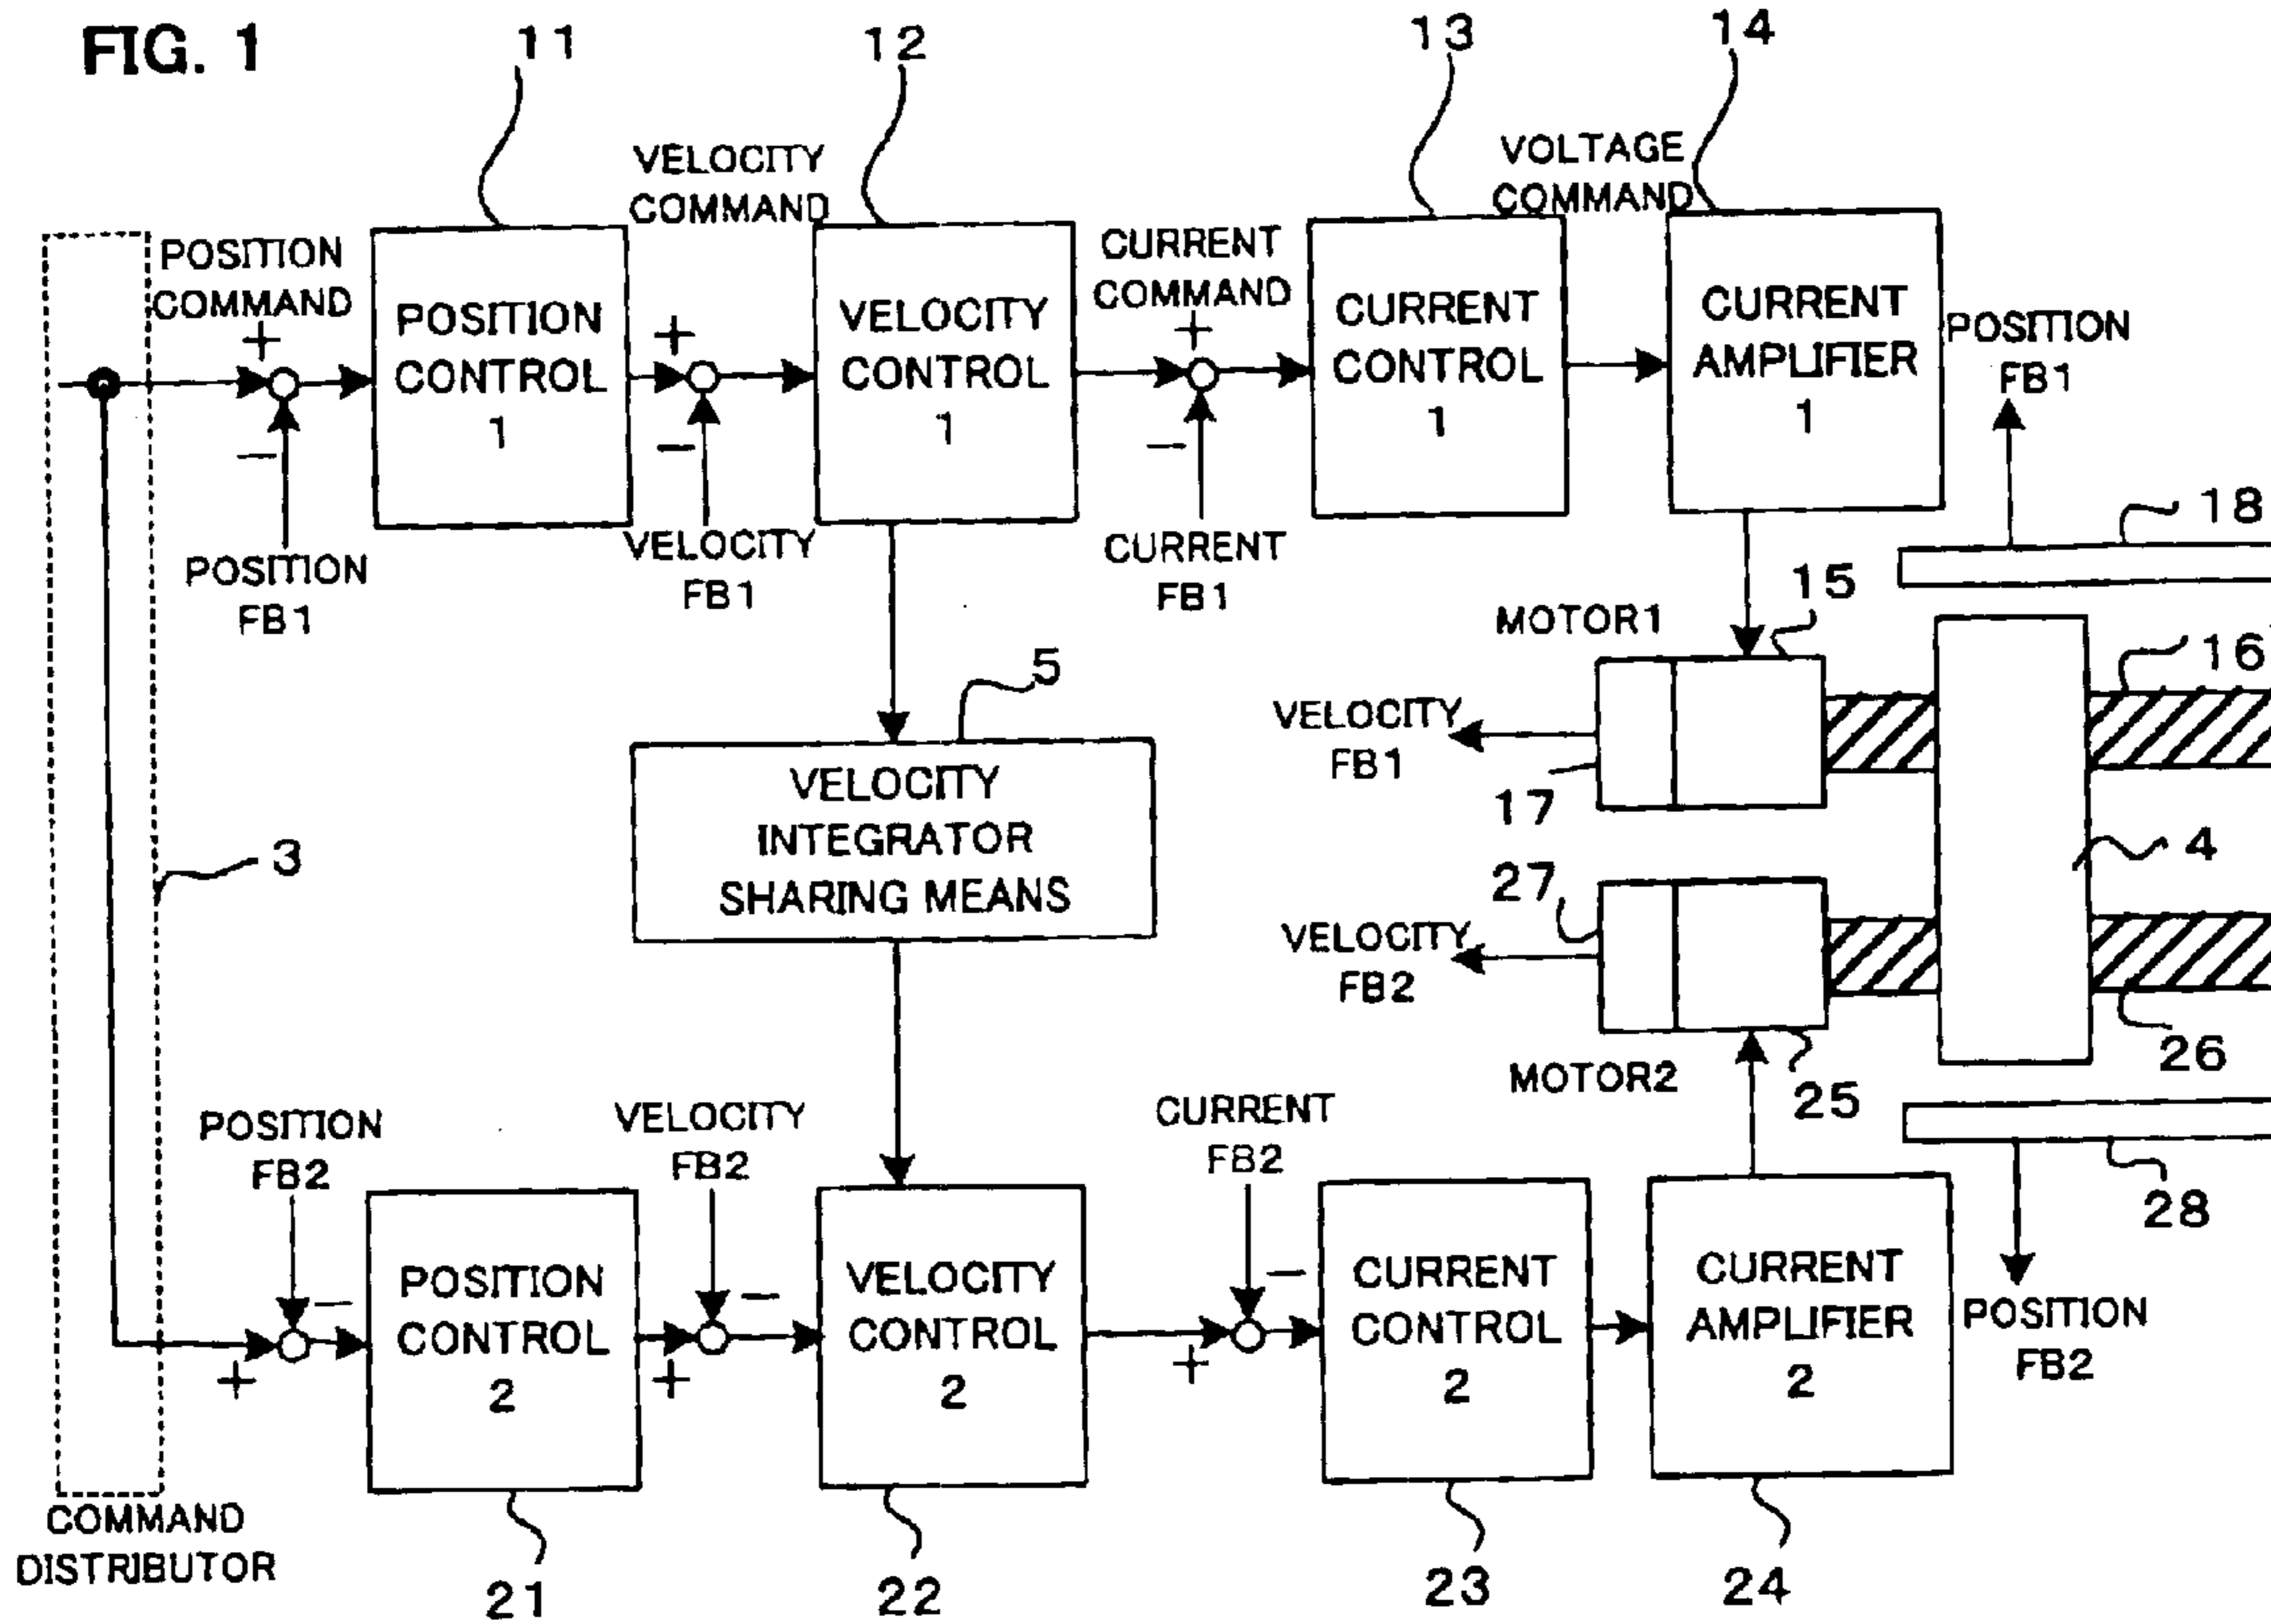 FIG. 1
11
12
13
14
VELOCITY
COMMAND
VOLTAGE
COMMAND
POSITION
COMMAND
CURRENT
COMMAND
+
POSITION
CONTROL
1
+
VELOCITY
CONTROL
1
+
CURRENT
CONTROL
1
CURRENT
AMPLIFIER
1
POSITION
FB1
−
−
−
POSITION
FB1
VELOCITY
FB1
CURRENT
FB1
18
15
MOTOR1
16
5
VELOCITY
FB1
17
VELOCITY
INTEGRATOR
SHARING MEANS
3
4
27
VELOCITY
FB2
26
MOTOR2
25
POSITION
FB2
VELOCITY
FB2
CURRENT
FB2
28
−
−
−
POSITION
CONTROL
2
VELOCITY
CONTROL
2
CURRENT
CONTROL
2
CURRENT
AMPLIFIER
2
POSITION
FB2
+
+
+
COMMAND
DISTRIBUTOR
21
22
23
24